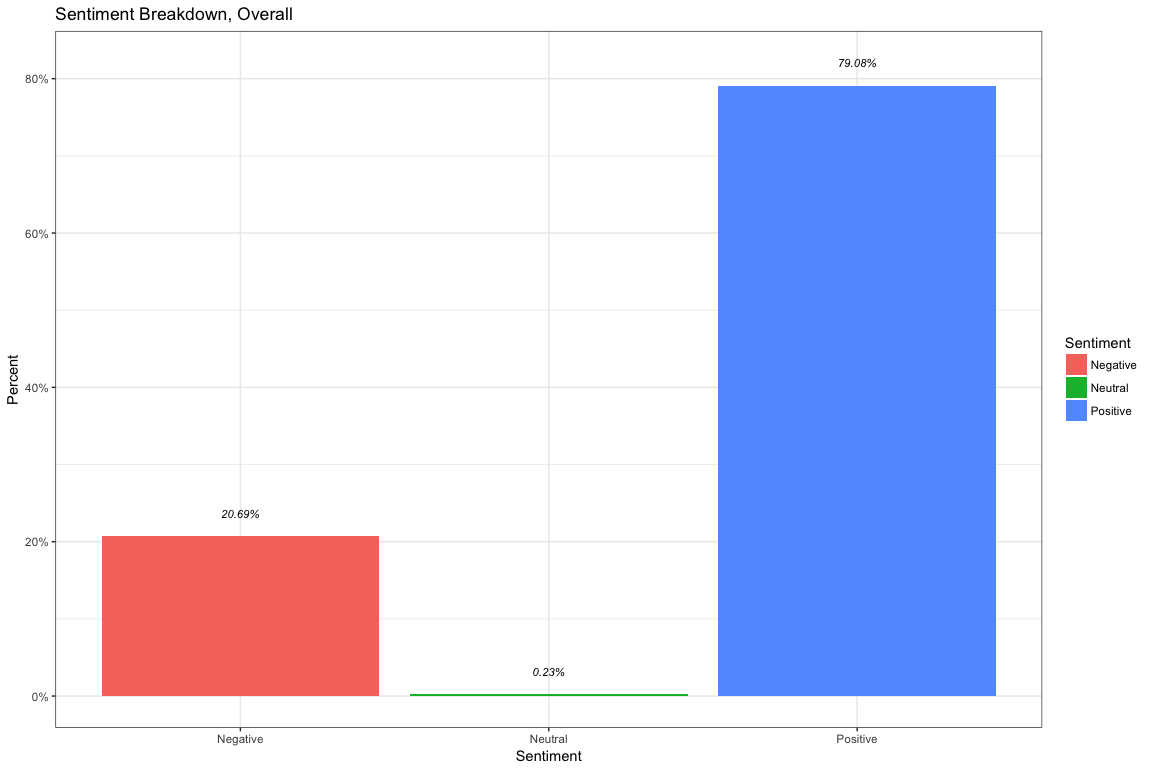 Sentiment Breakdown, Overall
79.08%
80%
60%
Sentiment
Negative
Neutral
Positive
Percent
40%
20.69%
20%
0.23%
0%
Negative Neutral Positive
Sentiment